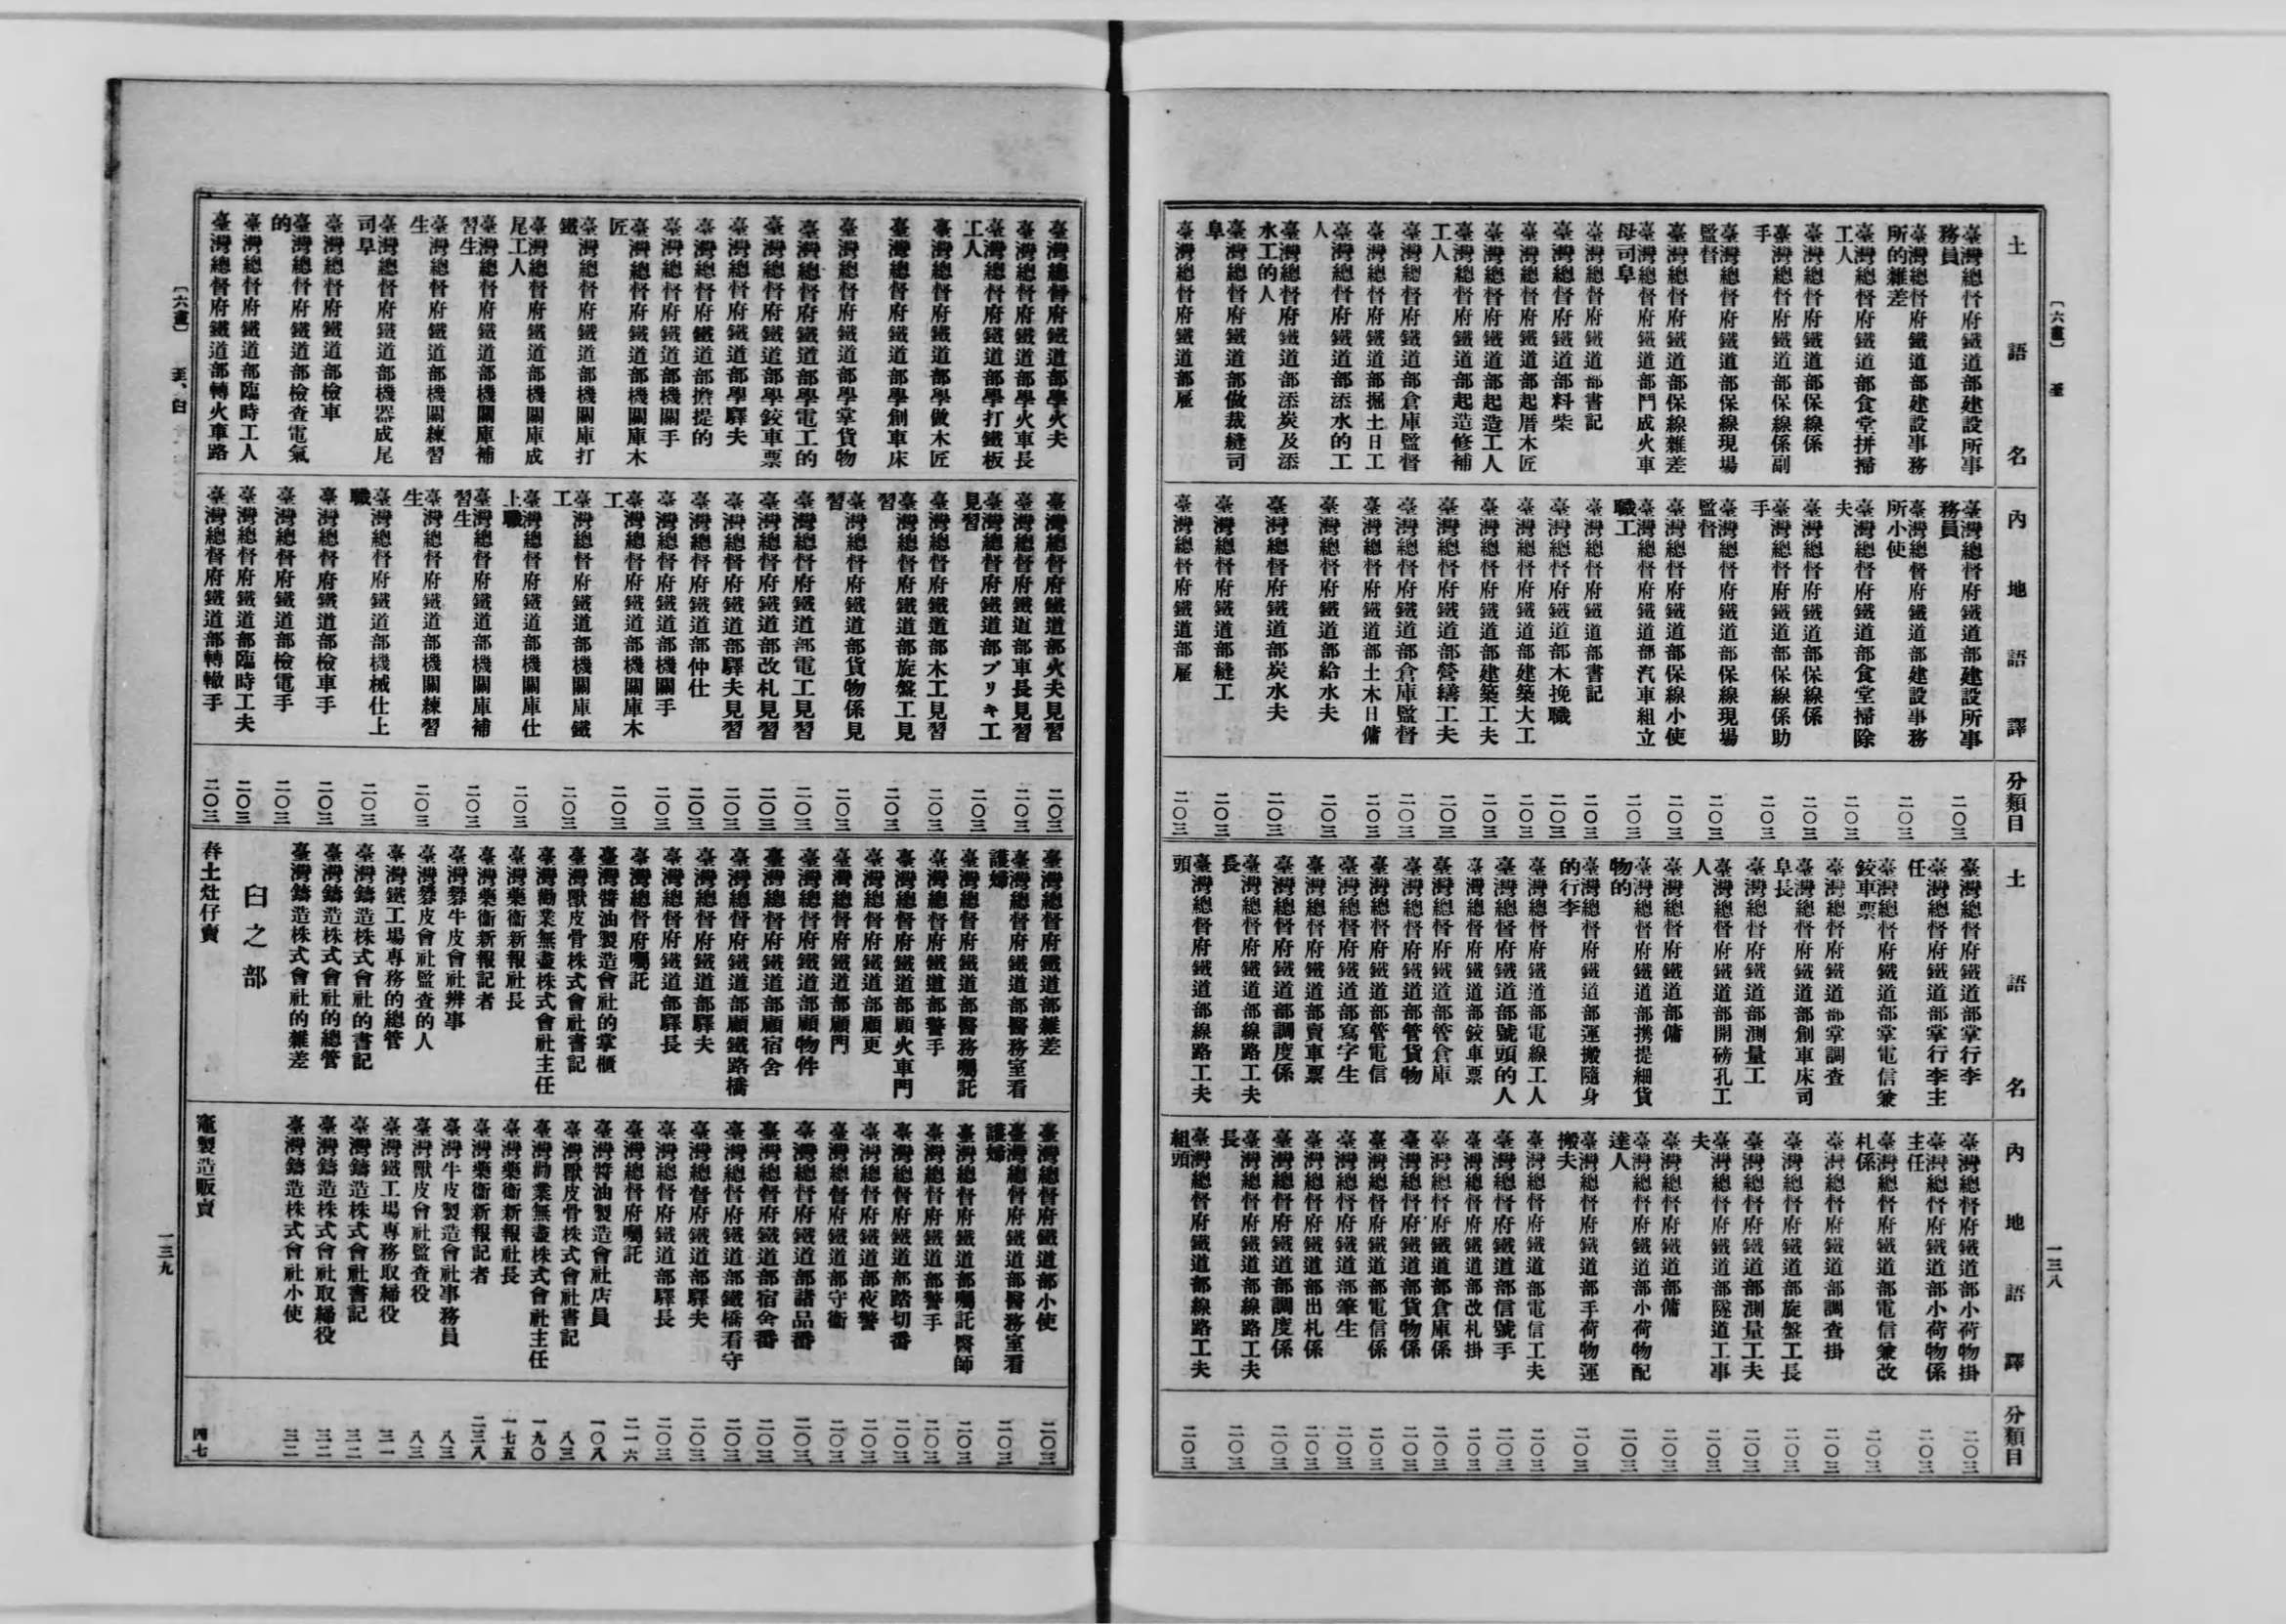 〔六畫〕 至
一三八
土語名 內地語譯 分類目
臺灣總督府鐵道部建設所事務員 臺灣總督府鐵道部建設所事務員 二〇三
臺灣總督府鐵道部建設事務所的雜差 臺灣總督府鐵道部建設事務所小使 二〇三
臺灣總督府鐵道部食堂拼掃工人 臺灣總督府鐵道部食堂掃除夫 二〇三
臺灣總督府鐵道部保線係 臺灣總督府鐵道部保線係 二〇三
臺灣總督府鐵道部保線係副手 臺灣總督府鐵道部保線係助手 二〇三
臺灣總督府鐵道部保線現場監督 臺灣總督府鐵道部保線現場監督 二〇三
臺灣總督府鐵道部保線雜差 臺灣總督府鐵道部保線小使 二〇三
臺灣總督府鐵道部鬥成火車母司阜 臺灣總督府鐵道部汽車組立職工 二〇三
臺灣總督府鐵道部書記 臺灣總督府鐵道部書記 二〇三
臺灣總督府鐵道部料柴 臺灣總督府鐵道部木挽職 二〇三
臺灣總督府鐵道部起厝木匠 臺灣總督府鐵道部建築大工 二〇三
臺灣總督府鐵道部起造工人 臺灣總督府鐵道部建築工夫 二〇三
臺灣總督府鐵道部起造修補工人 臺灣總督府鐵道部營繕工夫 二〇三
臺灣總督府鐵道部倉庫監督 臺灣總督府鐵道部倉庫監督 二〇三
臺灣總督府鐵道部掘土日工 臺灣總督府鐵道部土木日傭 二〇三
臺灣總督府鐵道部添水的工人 臺灣總督府鐵道部給水夫 二〇三
臺灣總督府鐵道部添炭及添水工的人 臺灣總督府鐵道部炭水夫 二〇三
臺灣總督府鐵道部做裁縫司阜 臺灣總督府鐵道部縫工 二〇三
臺灣總督府鐵道部雇 臺灣總督府鐵道部雇 二〇三
土語名 內地語譯 分類目
臺灣總督府鐵道部掌行李 臺灣總督府鐵道部小荷物掛 二〇三
臺灣總督府鐵道部掌行李主任 臺灣總督府鐵道部小荷物係主任 二〇三
臺灣總督府鐵道部掌電信兼鉸車票 臺灣總督府鐵道部電信兼改札係 二〇三
臺灣總督府鐵道部掌調查 臺灣總督府鐵道部調查掛 二〇三
臺灣總督府鐵道部創車床司阜長 臺灣總督府鐵道部旋盤工長 二〇三
臺灣總督府鐵道部測量工 臺灣總督府鐵道部測量工夫 二〇三
臺灣總督府鐵道部開磅孔工人 臺灣總督府鐵道部隧道工事夫 二〇三
臺灣總督府鐵道部傭 臺灣總督府鐵道部傭 二〇三
臺灣總督府鐵道部携提細貨物的 臺灣總督府鐵道部小荷物配達人 二〇三
臺灣總督府鐵道部運搬隨身的行李 臺灣總督府鐵道部手荷物運搬夫 二〇三
臺灣總督府鐵道部電線工人 臺灣總督府鐵道部電信工夫 二〇三
臺灣總督府鐵道部號頭的人 臺灣總督府鐵道部信號手 二〇三
臺灣總督府鐵道部鉸車票 臺灣總督府鐵道部改札掛 二〇三
臺灣總督府鐵道部管倉庫 臺灣總督府鐵道部倉庫係 二〇三
臺灣總督府鐵道部管貨物 臺灣總督府鐵道部貨物係 二〇三
臺灣總督府鐵道部管電信 臺灣總督府鐵道部電信係 二〇三
臺灣總督府鐵道部寫字生 臺灣總督府鐵道部筆生 二〇三
臺灣總督府鐵道部賣車票 臺灣總督府鐵道部出札係 二〇三
臺灣總督府鐵道部調度係 臺灣總督府鐵道部調度係 二〇三
臺灣總督府鐵道部線路工夫長 臺灣總督府鐵道部線路工夫長 二〇三
臺灣總督府鐵道部線路工夫頭 臺灣總督府鐵道部線路工夫組頭 二〇三
臺灣總督府鐵道部學火夫 臺灣總督府鐵道部火夫見習 二〇三
臺灣總督府鐵道部學火車長 臺灣總督府鐵道部車長見習 二〇三
臺灣總督府鐵道部學打鐵板工人 臺灣總督府鐵道部ブリキ工見習 二〇三
臺灣總督府鐵道部學做木匠 臺灣總督府鐵道部木工見習 二〇三
臺灣總督府鐵道部學創車床 臺灣總督府鐵道部旋盤工見習 二〇三
臺灣總督府鐵道部學掌貨物 臺灣總督府鐵道部貨物係見習 二〇三
臺灣總督府鐵道部學電工的 臺灣總督府鐵道部電工見習 二〇三
臺灣總督府鐵道部學鉸車票 臺灣總督府鐵道部改札見習 二〇三
臺灣總督府鐵道部學驛夫 臺灣總督府鐵道部驛夫見習 二〇三
臺灣總督府鐵道部擔提的 臺灣總督府鐵道部仲仕 二〇三
臺灣總督府鐵道部機關手 臺灣總督府鐵道部機關手 二〇三
臺灣總督府鐵道部機關庫木匠 臺灣總督府鐵道部機關庫木工 二〇三
臺灣總督府鐵道部機關庫打鐵 臺灣總督府鐵道部機關庫鐵工 二〇三
臺灣總督府鐵道部機關庫成尾工人 臺灣總督府鐵道部機關庫仕上職 二〇三
臺灣總督府鐵道部機關庫補習生 臺灣總督府鐵道部機關庫補習生 二〇三
臺灣總督府鐵道部機關練習生 臺灣總督府鐵道部機關練習生 二〇三
臺灣總督府鐵道部機器成尾司阜 臺灣總督府鐵道部機械仕上職 二〇三
臺灣總督府鐵道部檢車 臺灣總督府鐵道部檢車手 二〇三
臺灣總督府鐵道部檢查電氣的 臺灣總督府鐵道部檢電手 二〇三
臺灣總督府鐵道部臨時工人 臺灣總督府鐵道部臨時工夫 二〇三
臺灣總督府鐵道部轉火車路 臺灣總督府鐵道部轉轍手 二〇三
臺灣總督府鐵道部雜差 臺灣總督府鐵道部小使 二〇三
臺灣總督府鐵道部醫務室看護婦 臺灣總督府鐵道部醫務室看護婦 二〇三
臺灣總督府鐵道部醫務囑託 臺灣總督府鐵道部囑託醫師 二〇三
臺灣總督府鐵道部警手 臺灣總督府鐵道部警手 二〇三
臺灣總督府鐵道部顧火車門 臺灣總督府鐵道部踏切番 二〇三
臺灣總督府鐵道部顧更 臺灣總督府鐵道部夜警 二〇三
臺灣總督府鐵道部顧門 臺灣總督府鐵道部守衛 二〇三
臺灣總督府鐵道部顧物件 臺灣總督府鐵道部諸品番 二〇三
臺灣總督府鐵道部顧宿舍 臺灣總督府鐵道部宿舍番 二〇三
臺灣總督府鐵道部顧鐵路橋 臺灣總督府鐵道部鐵橋看守 二〇三
臺灣總督府鐵道部驛夫 臺灣總督府鐵道部驛夫 二〇三
臺灣總督府鐵道部驛長 臺灣總督府鐵道部驛長 二〇三
臺灣總督府囑託 臺灣總督府囑託 二一六
臺灣醬油製造會社的掌櫃 臺灣醬油製造會社店員 一〇八
臺灣獸皮骨株式會社書記 臺灣獸皮骨株式會社書記 八三
臺灣勸業無盡株式會社主任 臺灣勸業無盡株式會社主任 一九〇
臺灣藥衞新報社長 臺灣藥衞新報社長 一七五
臺灣藥衞新報記者 臺灣藥衞新報記者 二三八
臺灣礐牛皮會社辨事 臺灣牛皮製造會社事務員 八三
臺灣礐皮會社監查的人 臺灣獸皮會社監查役 八三
臺灣鐵工場專務的總管 臺灣鐵工場專務取締役 三一
臺灣鑄造株式會社的書記 臺灣鑄造株式會社書記 三二
臺灣鑄造株式會社的總管 臺灣鑄造株式會社取締役 三二
臺灣鑄造株式會社的雜差 臺灣鑄造株式會社小使 三二
臼之部
舂土灶仔賣 竈製造販賣 四七
〔六畫〕 至、臼
一三九